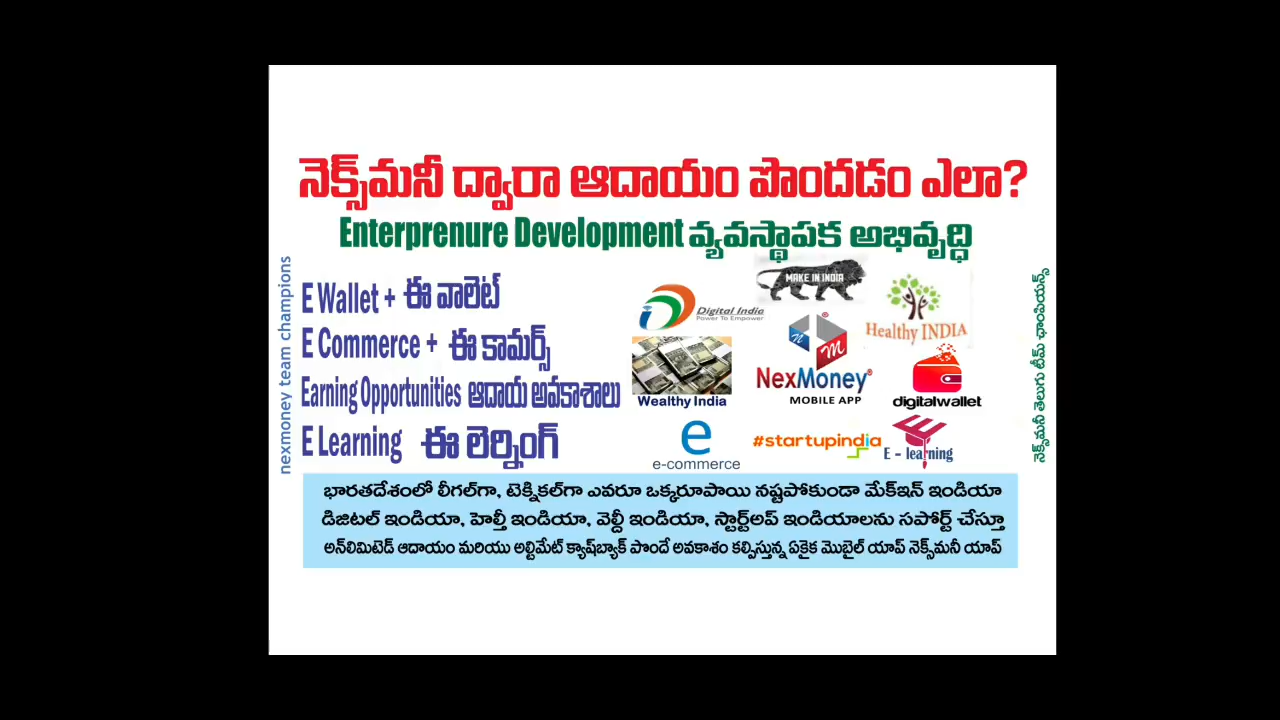 నెక్స్‌మనీ ద్వారా ఆదాయం పొందడం ఎలా?
Enterprenure Development వ్యవస్థాపక అభివృద్ధి
nexmoney team champions
E Wallet + ఈ వాలెట్
E Commerce + ఈ కామర్స్
Earning Opportunities ఆదాయ అవకాశాలు
E Learning ఈ లెర్నింగ్
MAKE IN INDIA
Digital India
Power To Empower
Healthy INDIA
Wealthy India
n m
NexMoney®
MOBILE APP
digitalwallet
e
e-commerce
#startupindia
E - learning
నెక్స్‌మనీ తెలుగు టీమ్ ఛాంపియన్స్
భారతదేశంలో లీగల్‌గా, టెక్నికల్‌గా ఎవరూ ఒక్కరూపాయి నష్టపోకుండా మేక్ఇన్ ఇండియా
డిజిటల్ ఇండియా, హెల్తీ ఇండియా, వెల్దీ ఇండియా, స్టార్ట్అప్ ఇండియాలను సపోర్ట్ చేస్తూ
అన్‌లిమిటెడ్ ఆదాయం మరియు అల్టిమేట్ క్యాష్‌బ్యాక్ పొందే అవకాశం కల్పిస్తున్న ఏకైక మొబైల్ యాప్ నెక్స్‌మనీ యాప్